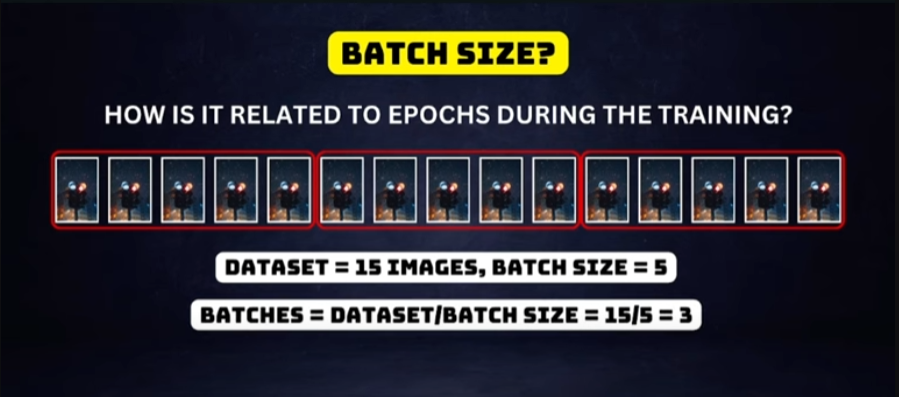 BATCH SIZE?
HOW IS IT RELATED TO EPOCHS DURING THE TRAINING?
DATASET = 15 IMAGES, BATCH SIZE = 5
BATCHES = DATASET/BATCH SIZE = 15/5 = 3